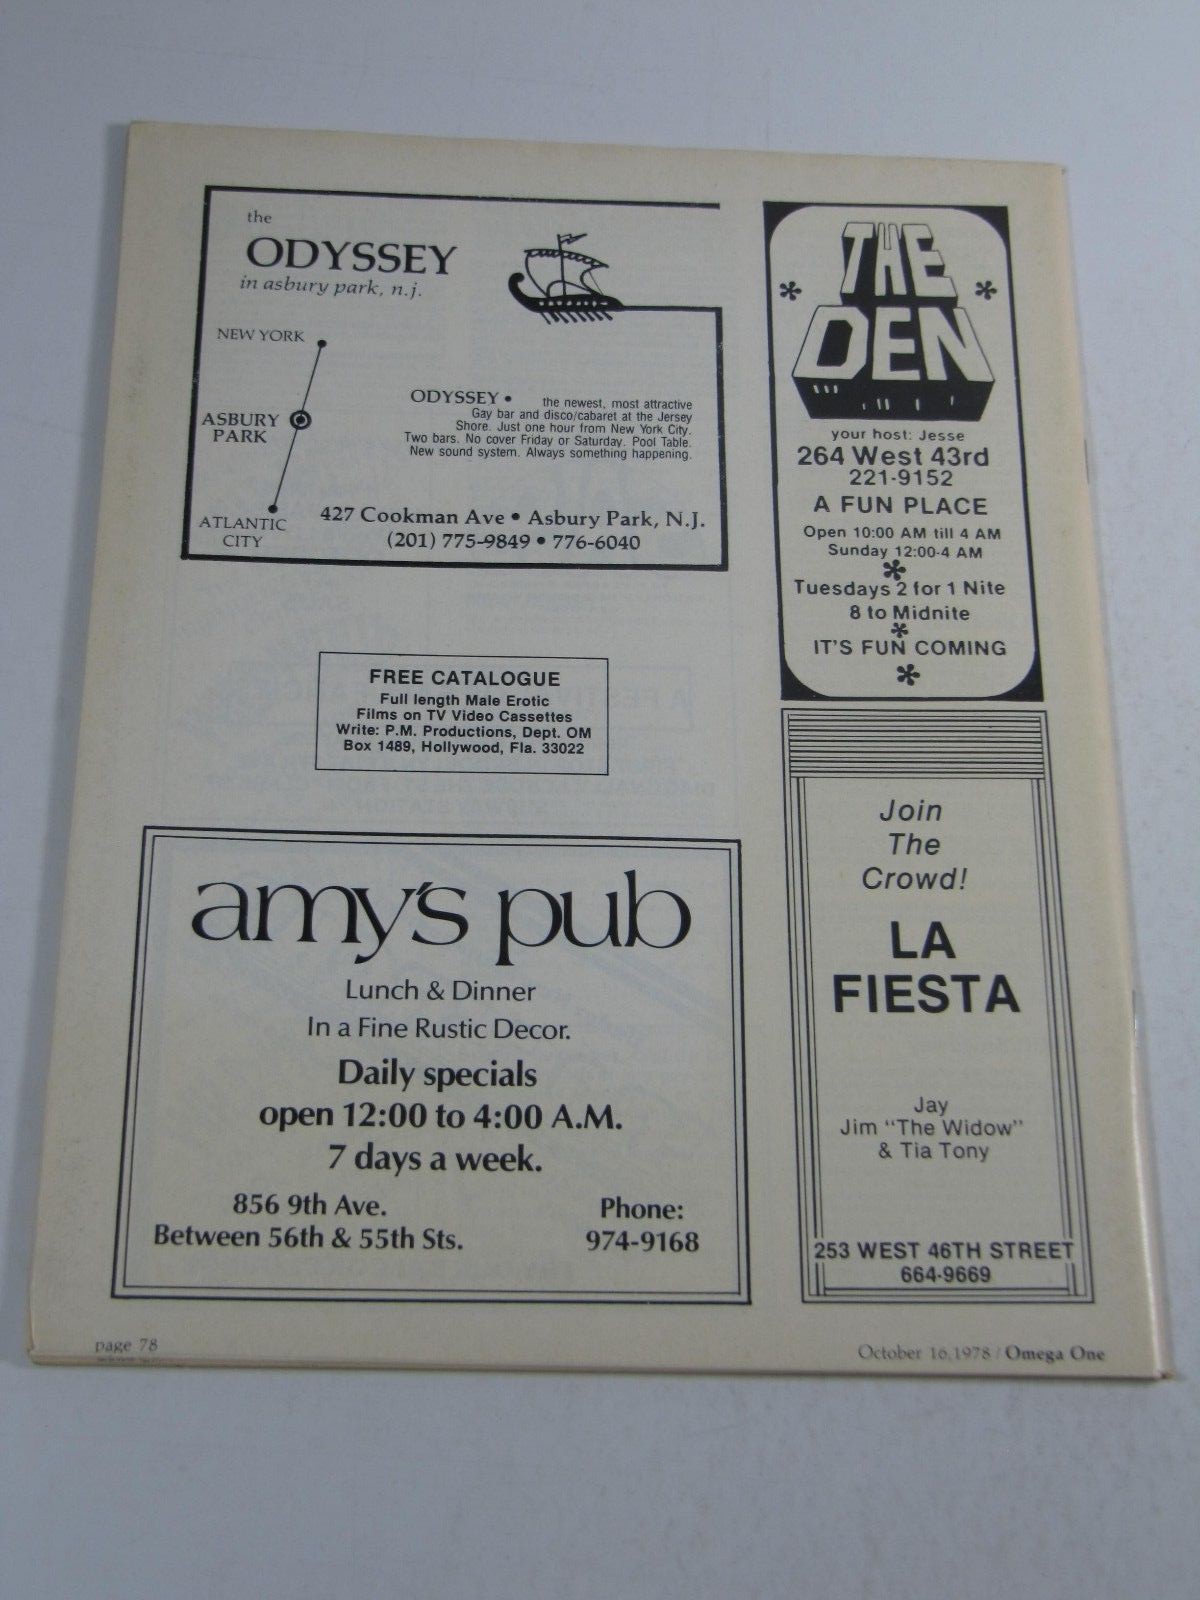 the
ODYSSEY
in asbury park, n.j.
NEW YORK
ASBURY
PARK
ATLANTIC
CITY
ODYSSEY • the newest, most attractive
Gay bar and disco/cabaret at the Jersey
Shore. Just one hour from New York City.
Two bars. No cover Friday or Saturday. Pool Table.
New sound system. Always something happening.
427 Cookman Ave • Asbury Park, N.J.
(201) 775-9849 • 776-6040
FREE CATALOGUE
Full length Male Erotic
Films on TV Video Cassettes
Write: P.M. Productions, Dept. OM
Box 1489, Hollywood, Fla. 33022
amy's pub
Lunch & Dinner
In a Fine Rustic Decor.
Daily specials
open 12:00 to 4:00 A.M.
7 days a week.
856 9th Ave.
Between 56th & 55th Sts.
Phone:
974-9168
THE
DEN
your host: Jesse
264 West 43rd
221-9152
A FUN PLACE
Open 10:00 AM till 4 AM
Sunday 12:00-4 AM
Tuesdays 2 for 1 Nite
8 to Midnite
IT'S FUN COMING
Join
The
Crowd!
LA
FIESTA
Jay
Jim "The Widow"
& Tia Tony
253 WEST 46TH STREET
664-9669
page 78
October 16, 1978 / Omega One